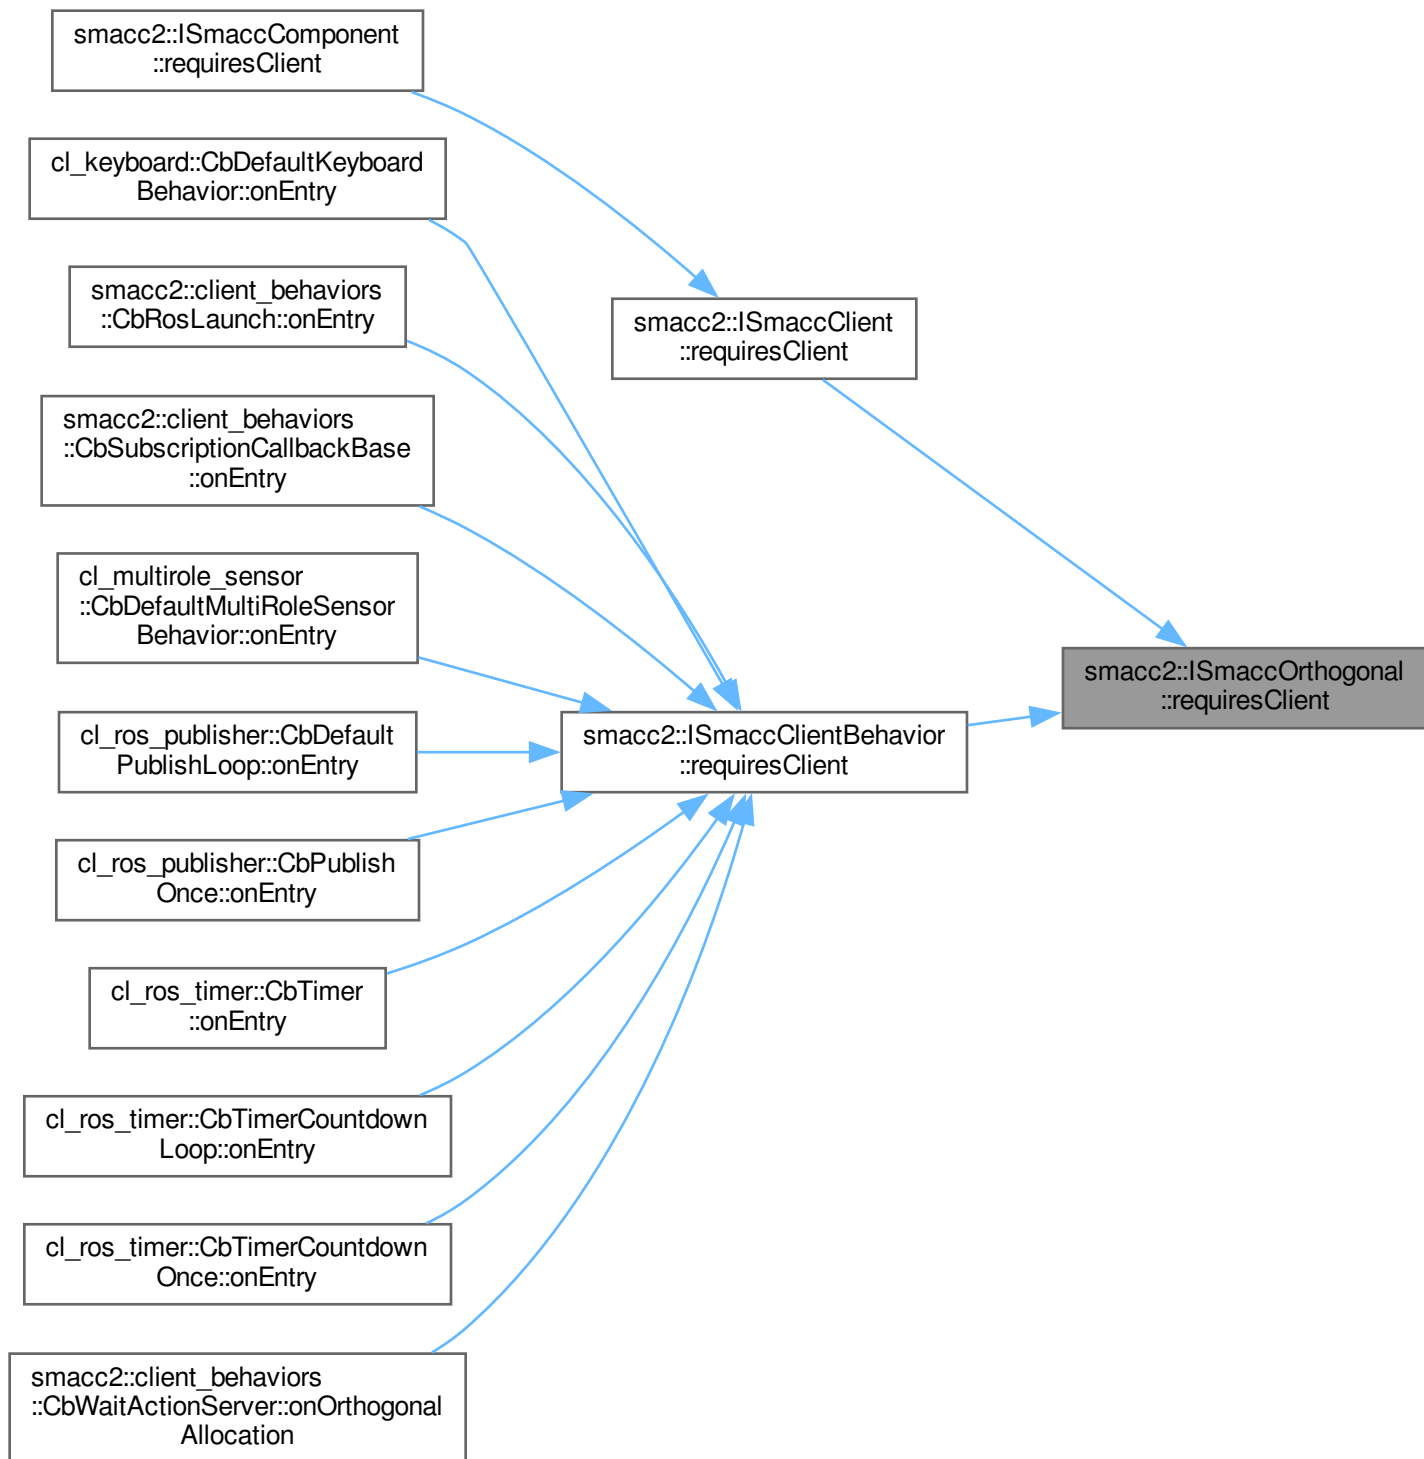 smacc2::ISmaccComponent
::requiresClient
cl_keyboard::CbDefaultKeyboard
Behavior::onEntry
smacc2::client_behaviors
::CbRosLaunch::onEntry
smacc2::client_behaviors
::CbSubscriptionCallbackBase
::onEntry
cl_multirole_sensor
::CbDefaultMultiRoleSensor
Behavior::onEntry
cl_ros_publisher::CbDefault
PublishLoop::onEntry
cl_ros_publisher::CbPublish
Once::onEntry
cl_ros_timer::CbTimer
::onEntry
cl_ros_timer::CbTimerCountdown
Loop::onEntry
cl_ros_timer::CbTimerCountdown
Once::onEntry
smacc2::client_behaviors
::CbWaitActionServer::onOrthogonal
Allocation
smacc2::ISmaccClient
::requiresClient
smacc2::ISmaccClientBehavior
::requiresClient
smacc2::ISmaccOrthogonal
::requiresClient